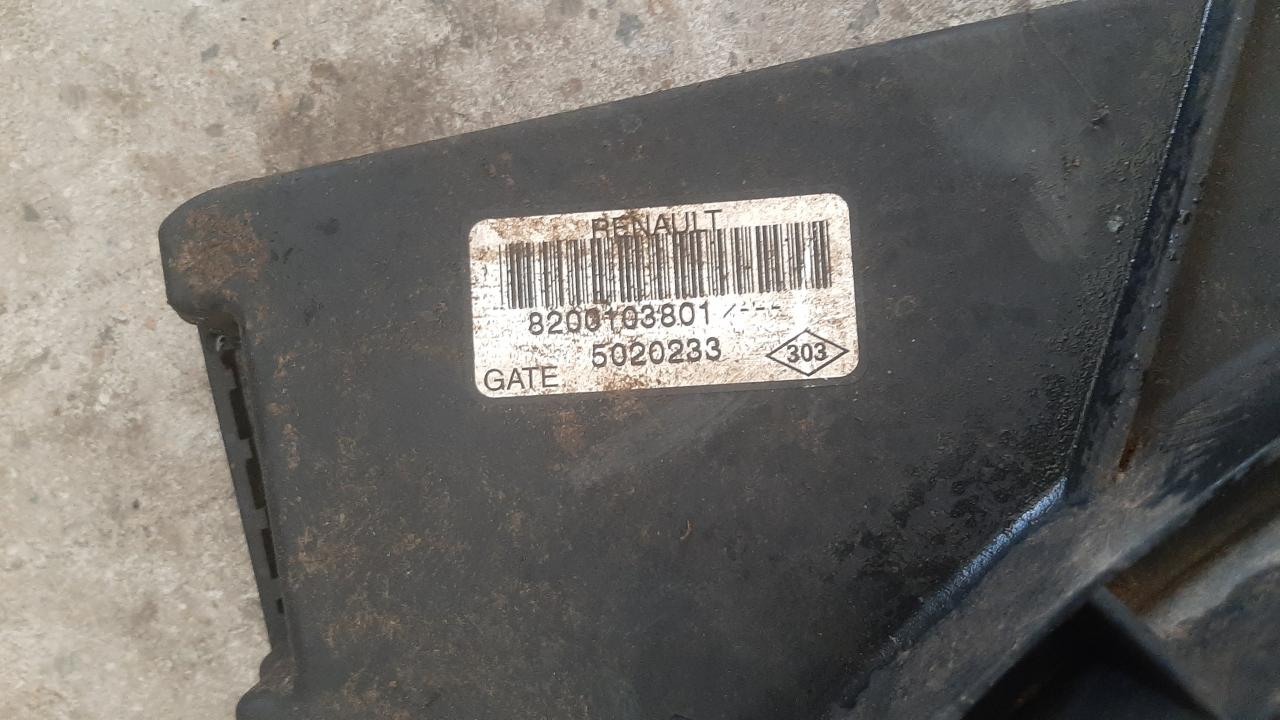 RENAULT
8200103801 /---
5020233
GATE
303